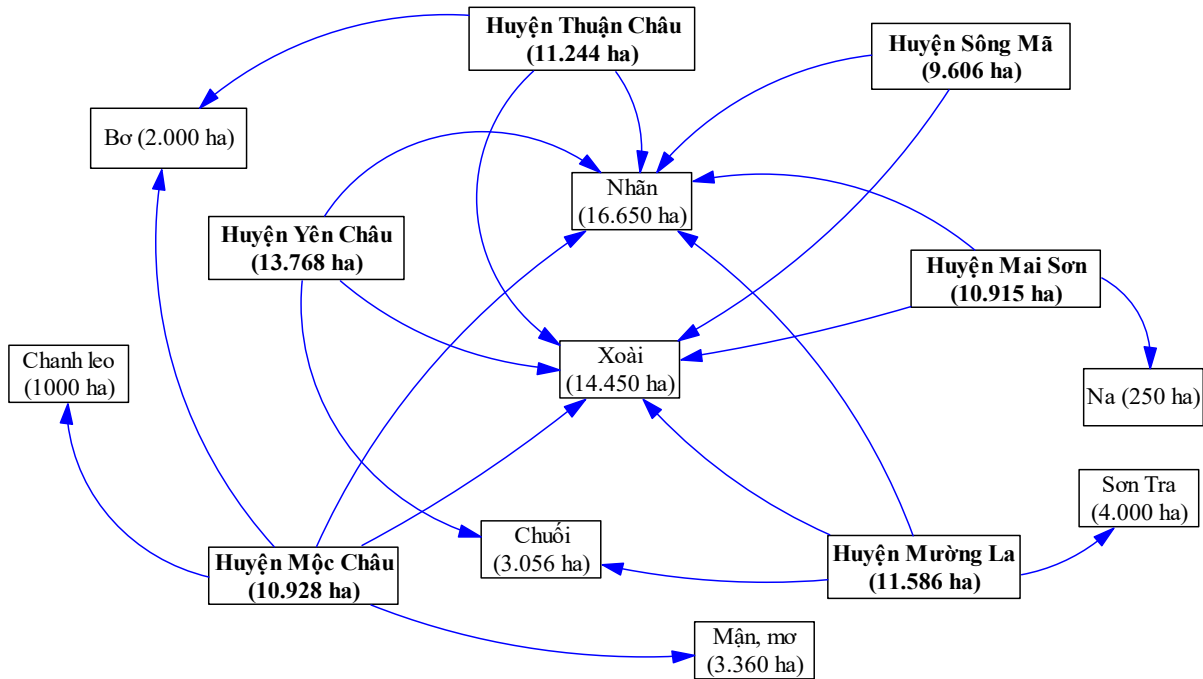 Huyện Thuận Châu
(11.244 ha)
Huyện Sông Mã
(9.606 ha)
Bơ (2.000 ha)
Nhãn
(16.650 ha)
Huyện Yên Châu
(13.768 ha)
Huyện Mai Sơn
(10.915 ha)
Chanh leo
(1000 ha)
Xoài
(14.450 ha)
Na (250 ha)
Sơn Tra
(4.000 ha)
Chuối
(3.056 ha)
Huyện Mộc Châu
(10.928 ha)
Huyện Mường La
(11.586 ha)
Mận, mơ
(3.360 ha)